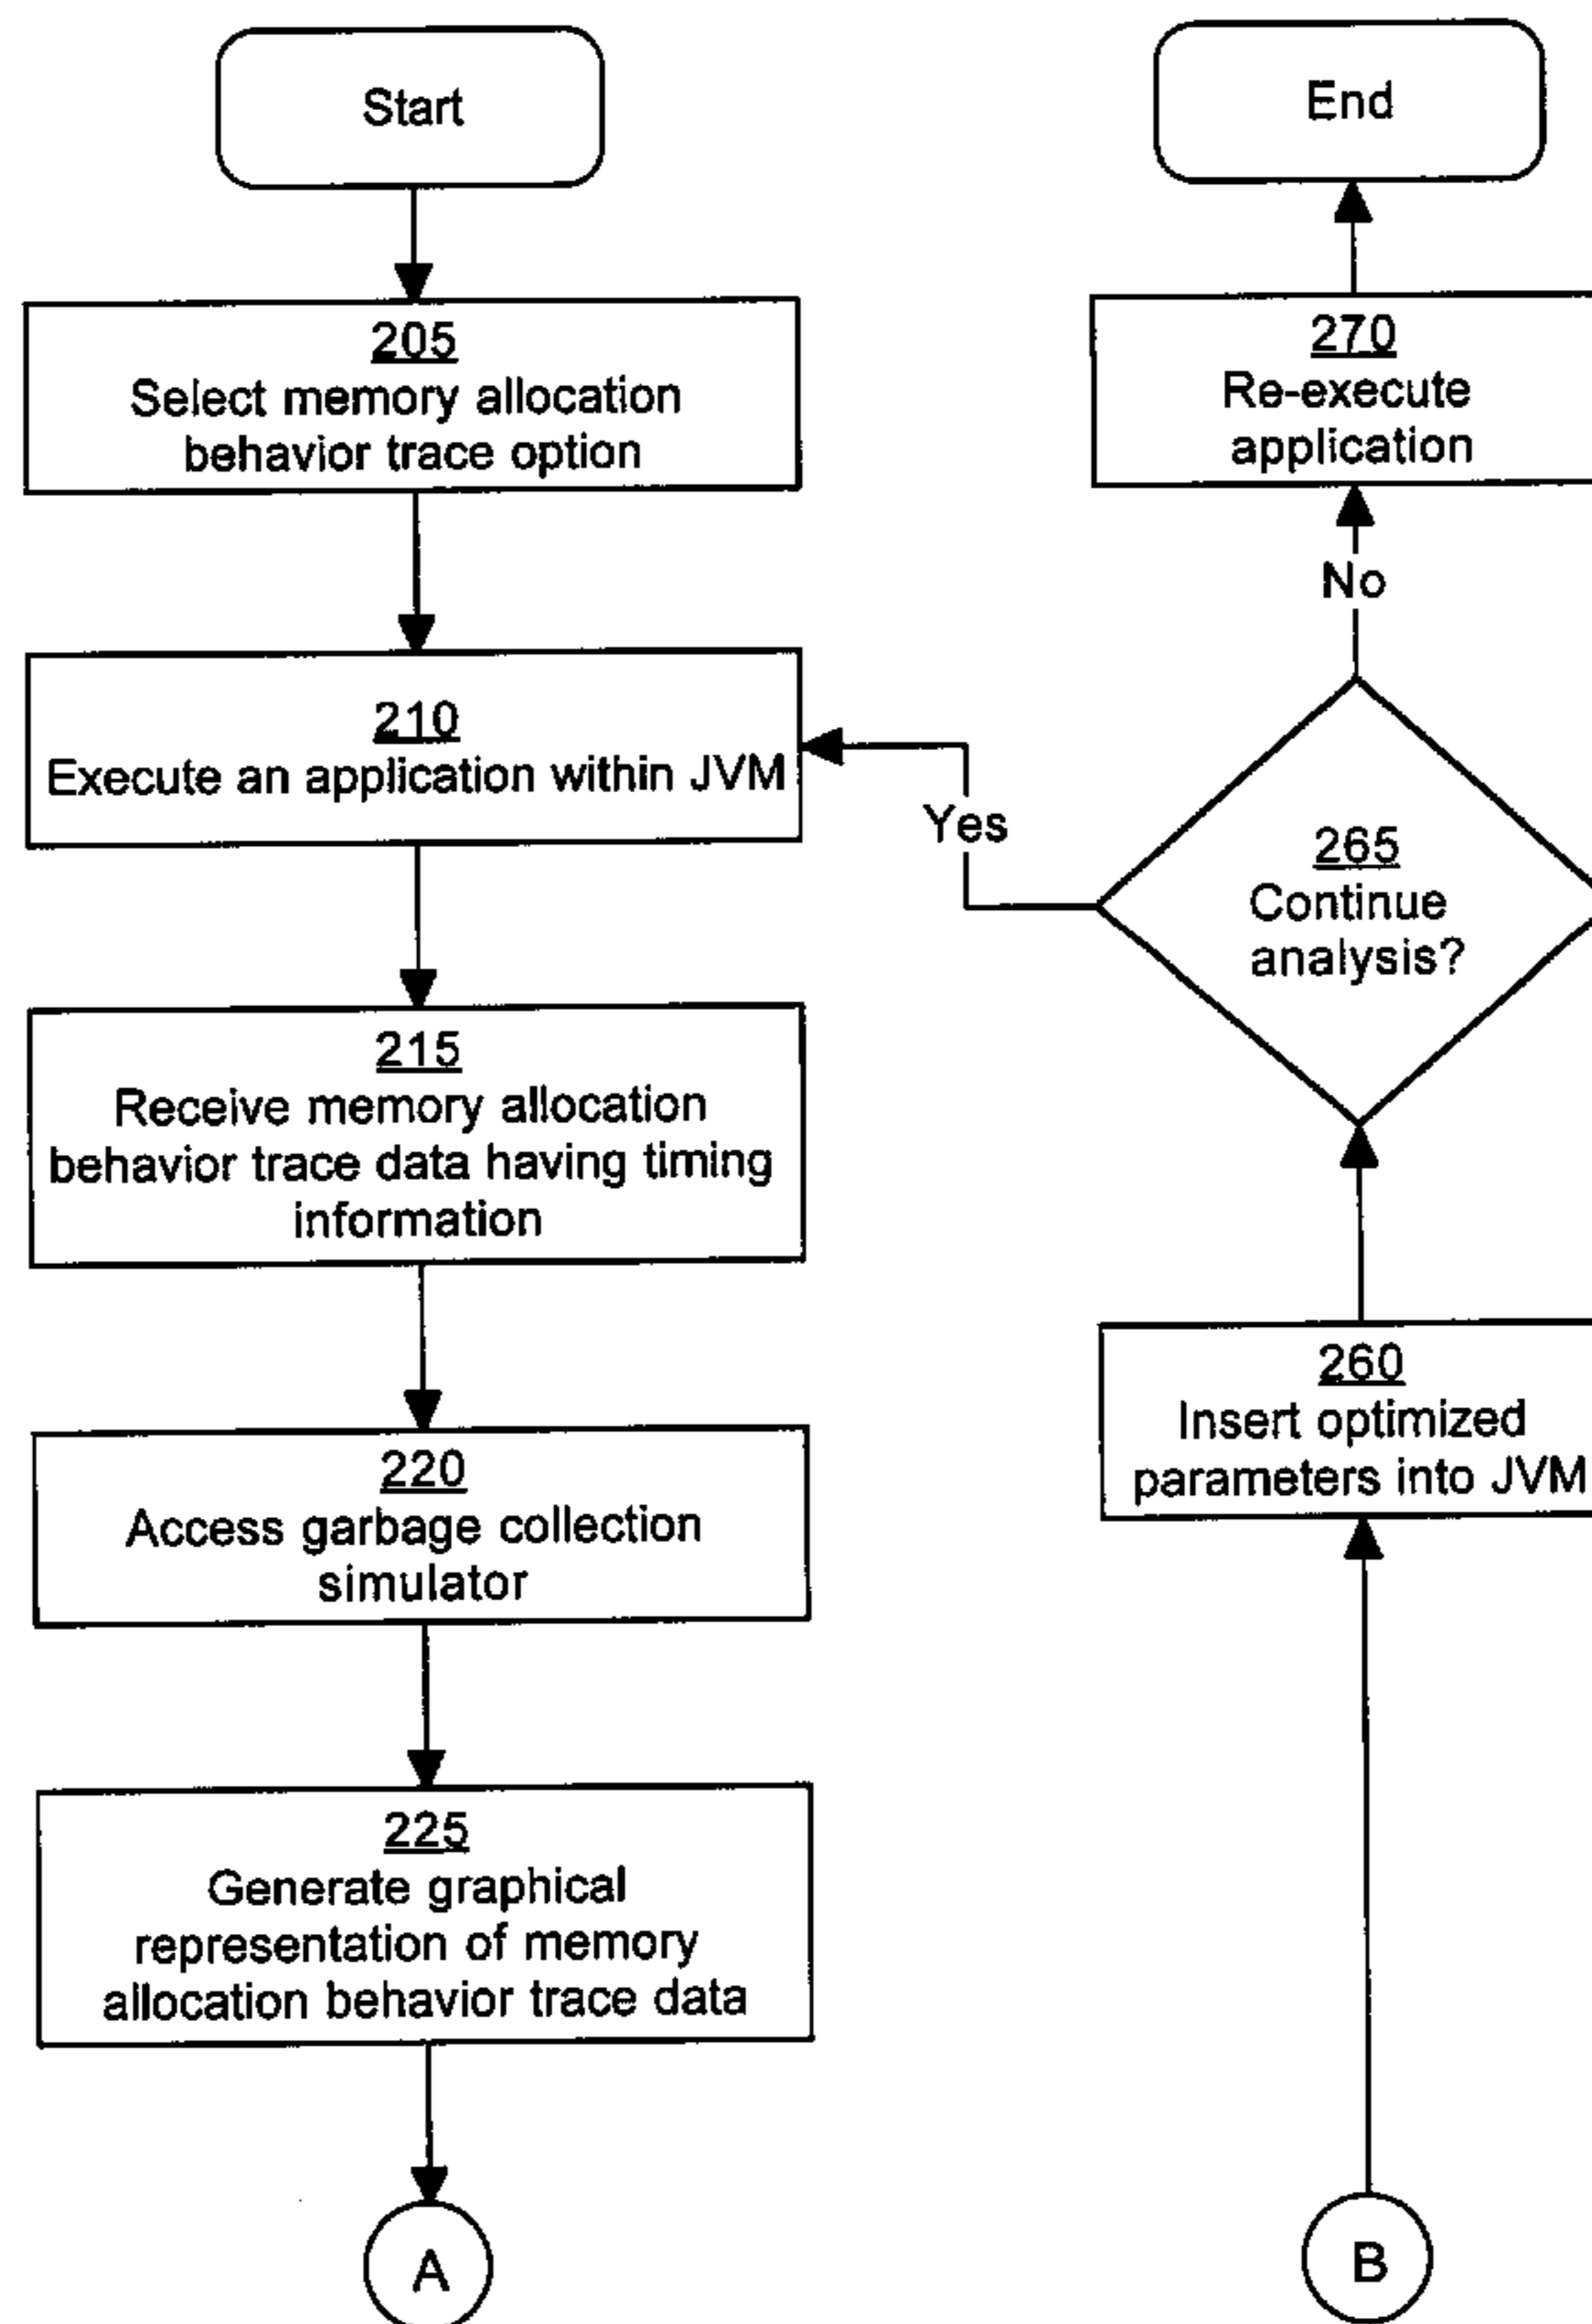 Start
205
Select memory allocation
behavior trace option
210
Execute an application within JVM
215
Receive memory allocation
behavior trace data having timing
information
220
Access garbage collection
simulator
225
Generate graphical
representation of memory
allocation behavior trace data
A
End
270
Re-execute
application
No
Yes
265
Continue
analysis?
260
Insert optimized
parameters into JVM
B